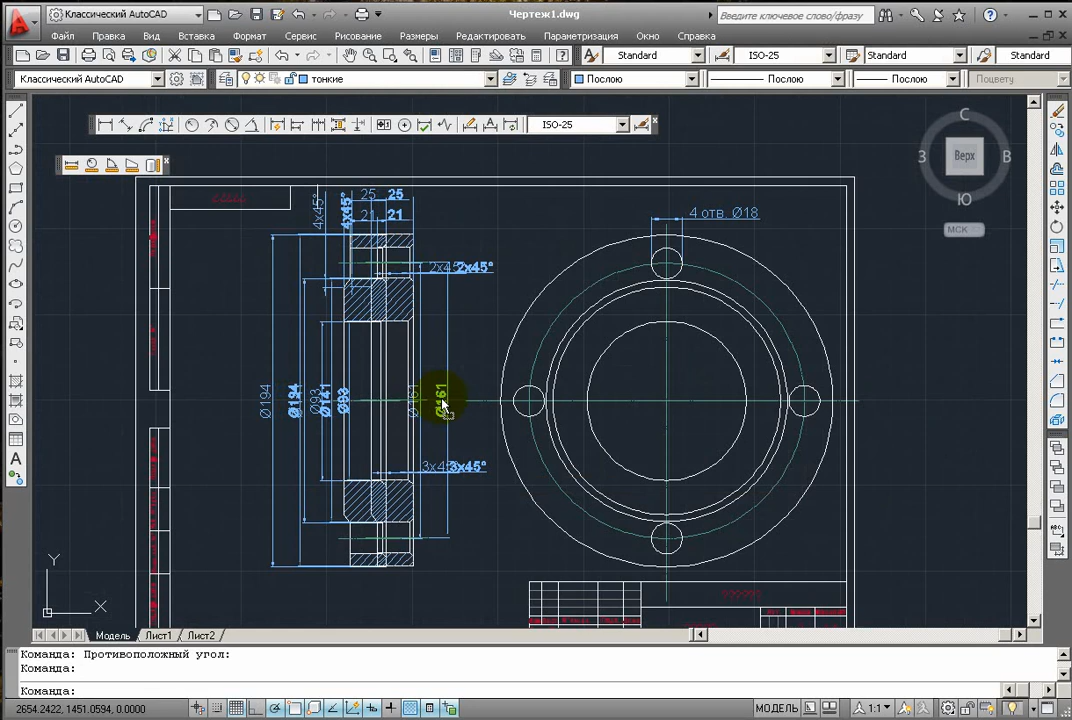 Классический AutoCAD
Чертеж1.dwg
Введите ключевое слово/фразу
Файл Правка Вид Вставка Формат Сервис Рисование Размеры Редактировать Параметризация Окно Справка
Standard ISO-25 Standard Standard
Классический AutoCAD тонкие Послою Послою Послою Поцвету
ISO-25
С
З Верх В
Ю
МСК
25 25
4x45° 4x45° 21 21
4 отв. Ø18
2x45° 2x45°
Ø194 Ø194 Ø93 Ø141 Ø93 Ø161 Ø161
3x45° 3x45°
Y
X
Модель Лист1 Лист2
Команда: Противоположный угол:
Команда:
Команда:
2654.2422, 1451.0594, 0.0000 МОДЕЛЬ 1:1